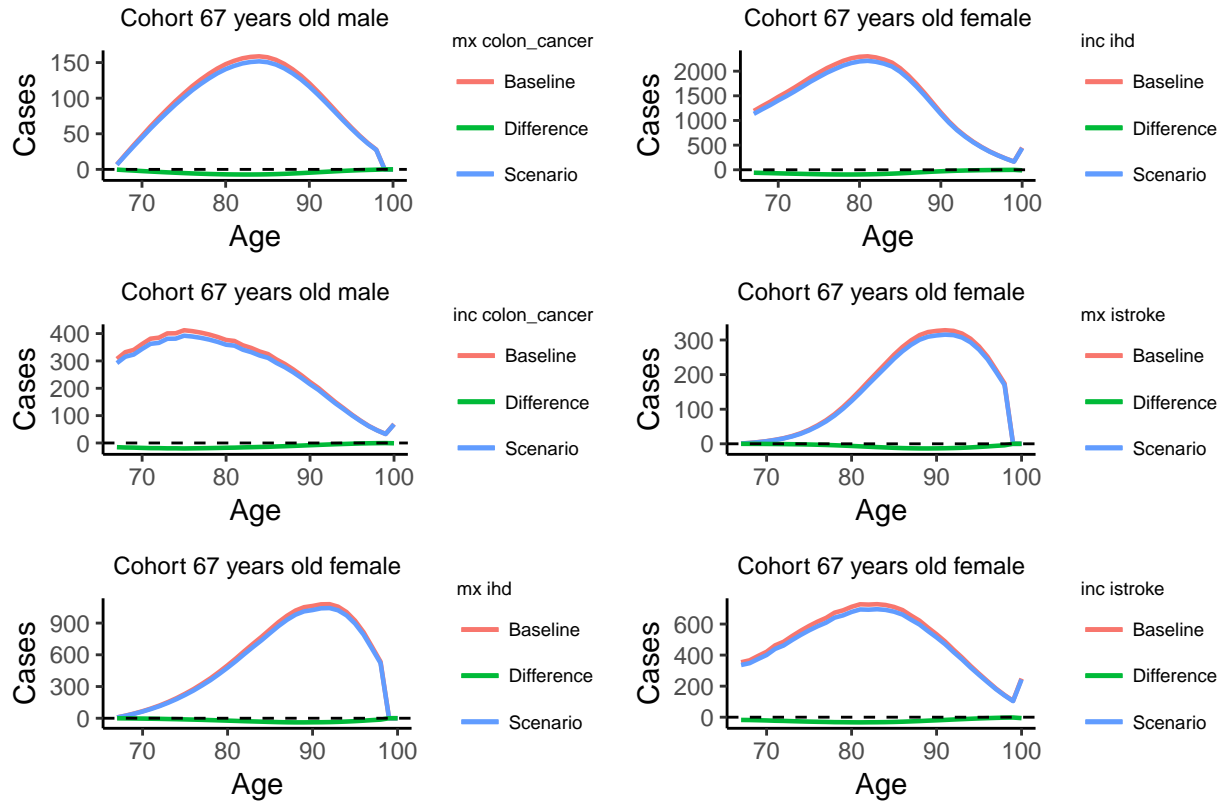 Cohort 67 years old male
Cases
150
100
50
0
70 80 90 100
Age
mx colon_cancer
Baseline
Difference
Scenario
Cohort 67 years old female
Cases
2000
1500
1000
500
0
70 80 90 100
Age
inc ihd
Baseline
Difference
Scenario
Cohort 67 years old male
Cases
400
300
200
100
0
70 80 90 100
Age
inc colon_cancer
Baseline
Difference
Scenario
Cohort 67 years old female
Cases
300
200
100
0
70 80 90 100
Age
mx istroke
Baseline
Difference
Scenario
Cohort 67 years old female
Cases
900
600
300
0
70 80 90 100
Age
mx ihd
Baseline
Difference
Scenario
Cohort 67 years old female
Cases
600
400
200
0
70 80 90 100
Age
inc istroke
Baseline
Difference
Scenario